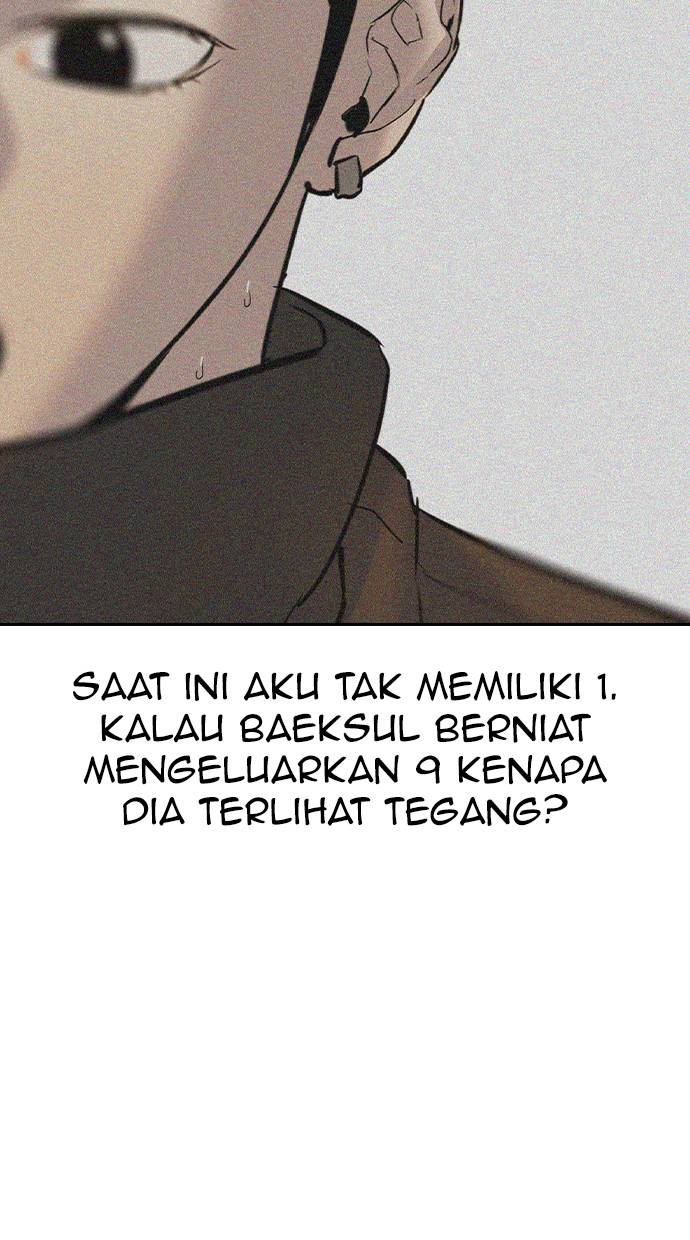 SAAT INI AKU TAK MEMILIKI 1.
KALAU BAEKSUL BERNIAT
MENGELUARKAN 9 KENAPA
DIA TERLIHAT TEGANG?